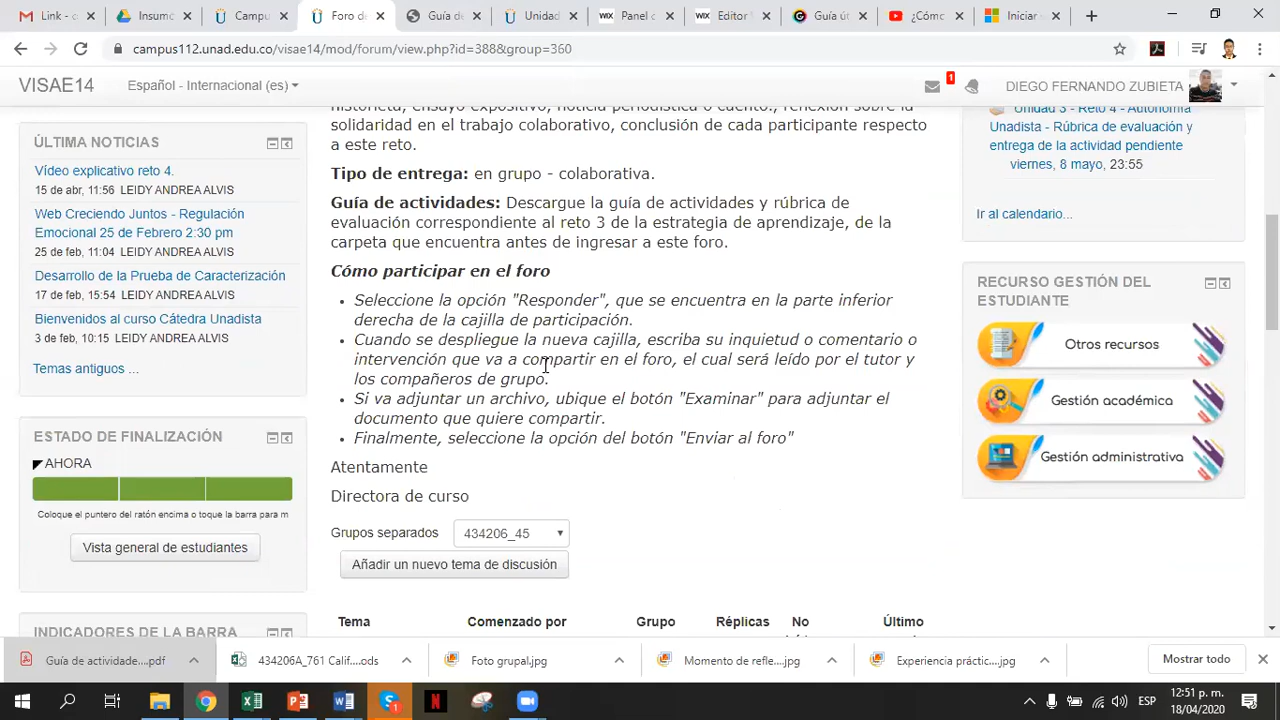 Link - c
Insumo
Campu
Foro de
Guía de
Unidad
Panel c
Editor
Guía út
¿Cómo
Iniciar s
campus112.unad.edu.co/visae14/mod/forum/view.php?id=388&group=360
VISAE14
Español - Internacional (es)
1
DIEGO FERNANDO ZUBIETA
historieta, ensayo expositivo, noticia periodística o cuento., reflexión sobre la
solidaridad en el trabajo colaborativo, conclusión de cada participante respecto
a este reto.
Tipo de entrega: en grupo - colaborativa.
Guía de actividades: Descargue la guía de actividades y rúbrica de
evaluación correspondiente al reto 3 de la estrategia de aprendizaje, de la
carpeta que encuentra antes de ingresar a este foro.
Cómo participar en el foro
• Seleccione la opción "Responder", que se encuentra en la parte inferior
derecha de la cajilla de participación.
• Cuando se despliegue la nueva cajilla, escriba su inquietud o comentario o
intervención que va a compartir en el foro, el cual será leído por el tutor y
los compañeros de grupo.
• Si va adjuntar un archivo, ubique el botón "Examinar" para adjuntar el
documento que quiere compartir.
• Finalmente, seleccione la opción del botón "Enviar al foro"
Atentamente
Directora de curso
Grupos separados 434206_45
Añadir un nuevo tema de discusión
Tema Comenzado por Grupo Réplicas No Último
ÚLTIMA NOTICIAS
Vídeo explicativo reto 4.
15 de abr, 11:56 LEIDY ANDREA ALVIS
Web Creciendo Juntos - Regulación
Emocional 25 de Febrero 2:30 pm
25 de feb, 11:04 LEIDY ANDREA ALVIS
Desarrollo de la Prueba de Caracterización
17 de feb, 15:54 LEIDY ANDREA ALVIS
Bienvenidos al curso Cátedra Unadista
3 de feb, 10:15 LEIDY ANDREA ALVIS
Temas antiguos ...
ESTADO DE FINALIZACIÓN
AHORA
Coloque el puntero del ratón encima o toque la barra para m
Vista general de estudiantes
INDICADORES DE LA BARRA
Unidad 3 - Reto 4 - Autonomía
Unadista - Rúbrica de evaluación y
entrega de la actividad pendiente
viernes, 8 mayo, 23:55
Ir al calendario...
RECURSO GESTIÓN DEL
ESTUDIANTE
Otros recursos
Gestión académica
Gestión administrativa
Guía de actividade....pdf
434206A_761 Calif....ods
Foto grupal.jpg
Momento de refle....jpg
Experiencia práctic....jpg
Mostrar todo
ESP
12:51 p. m.
18/04/2020